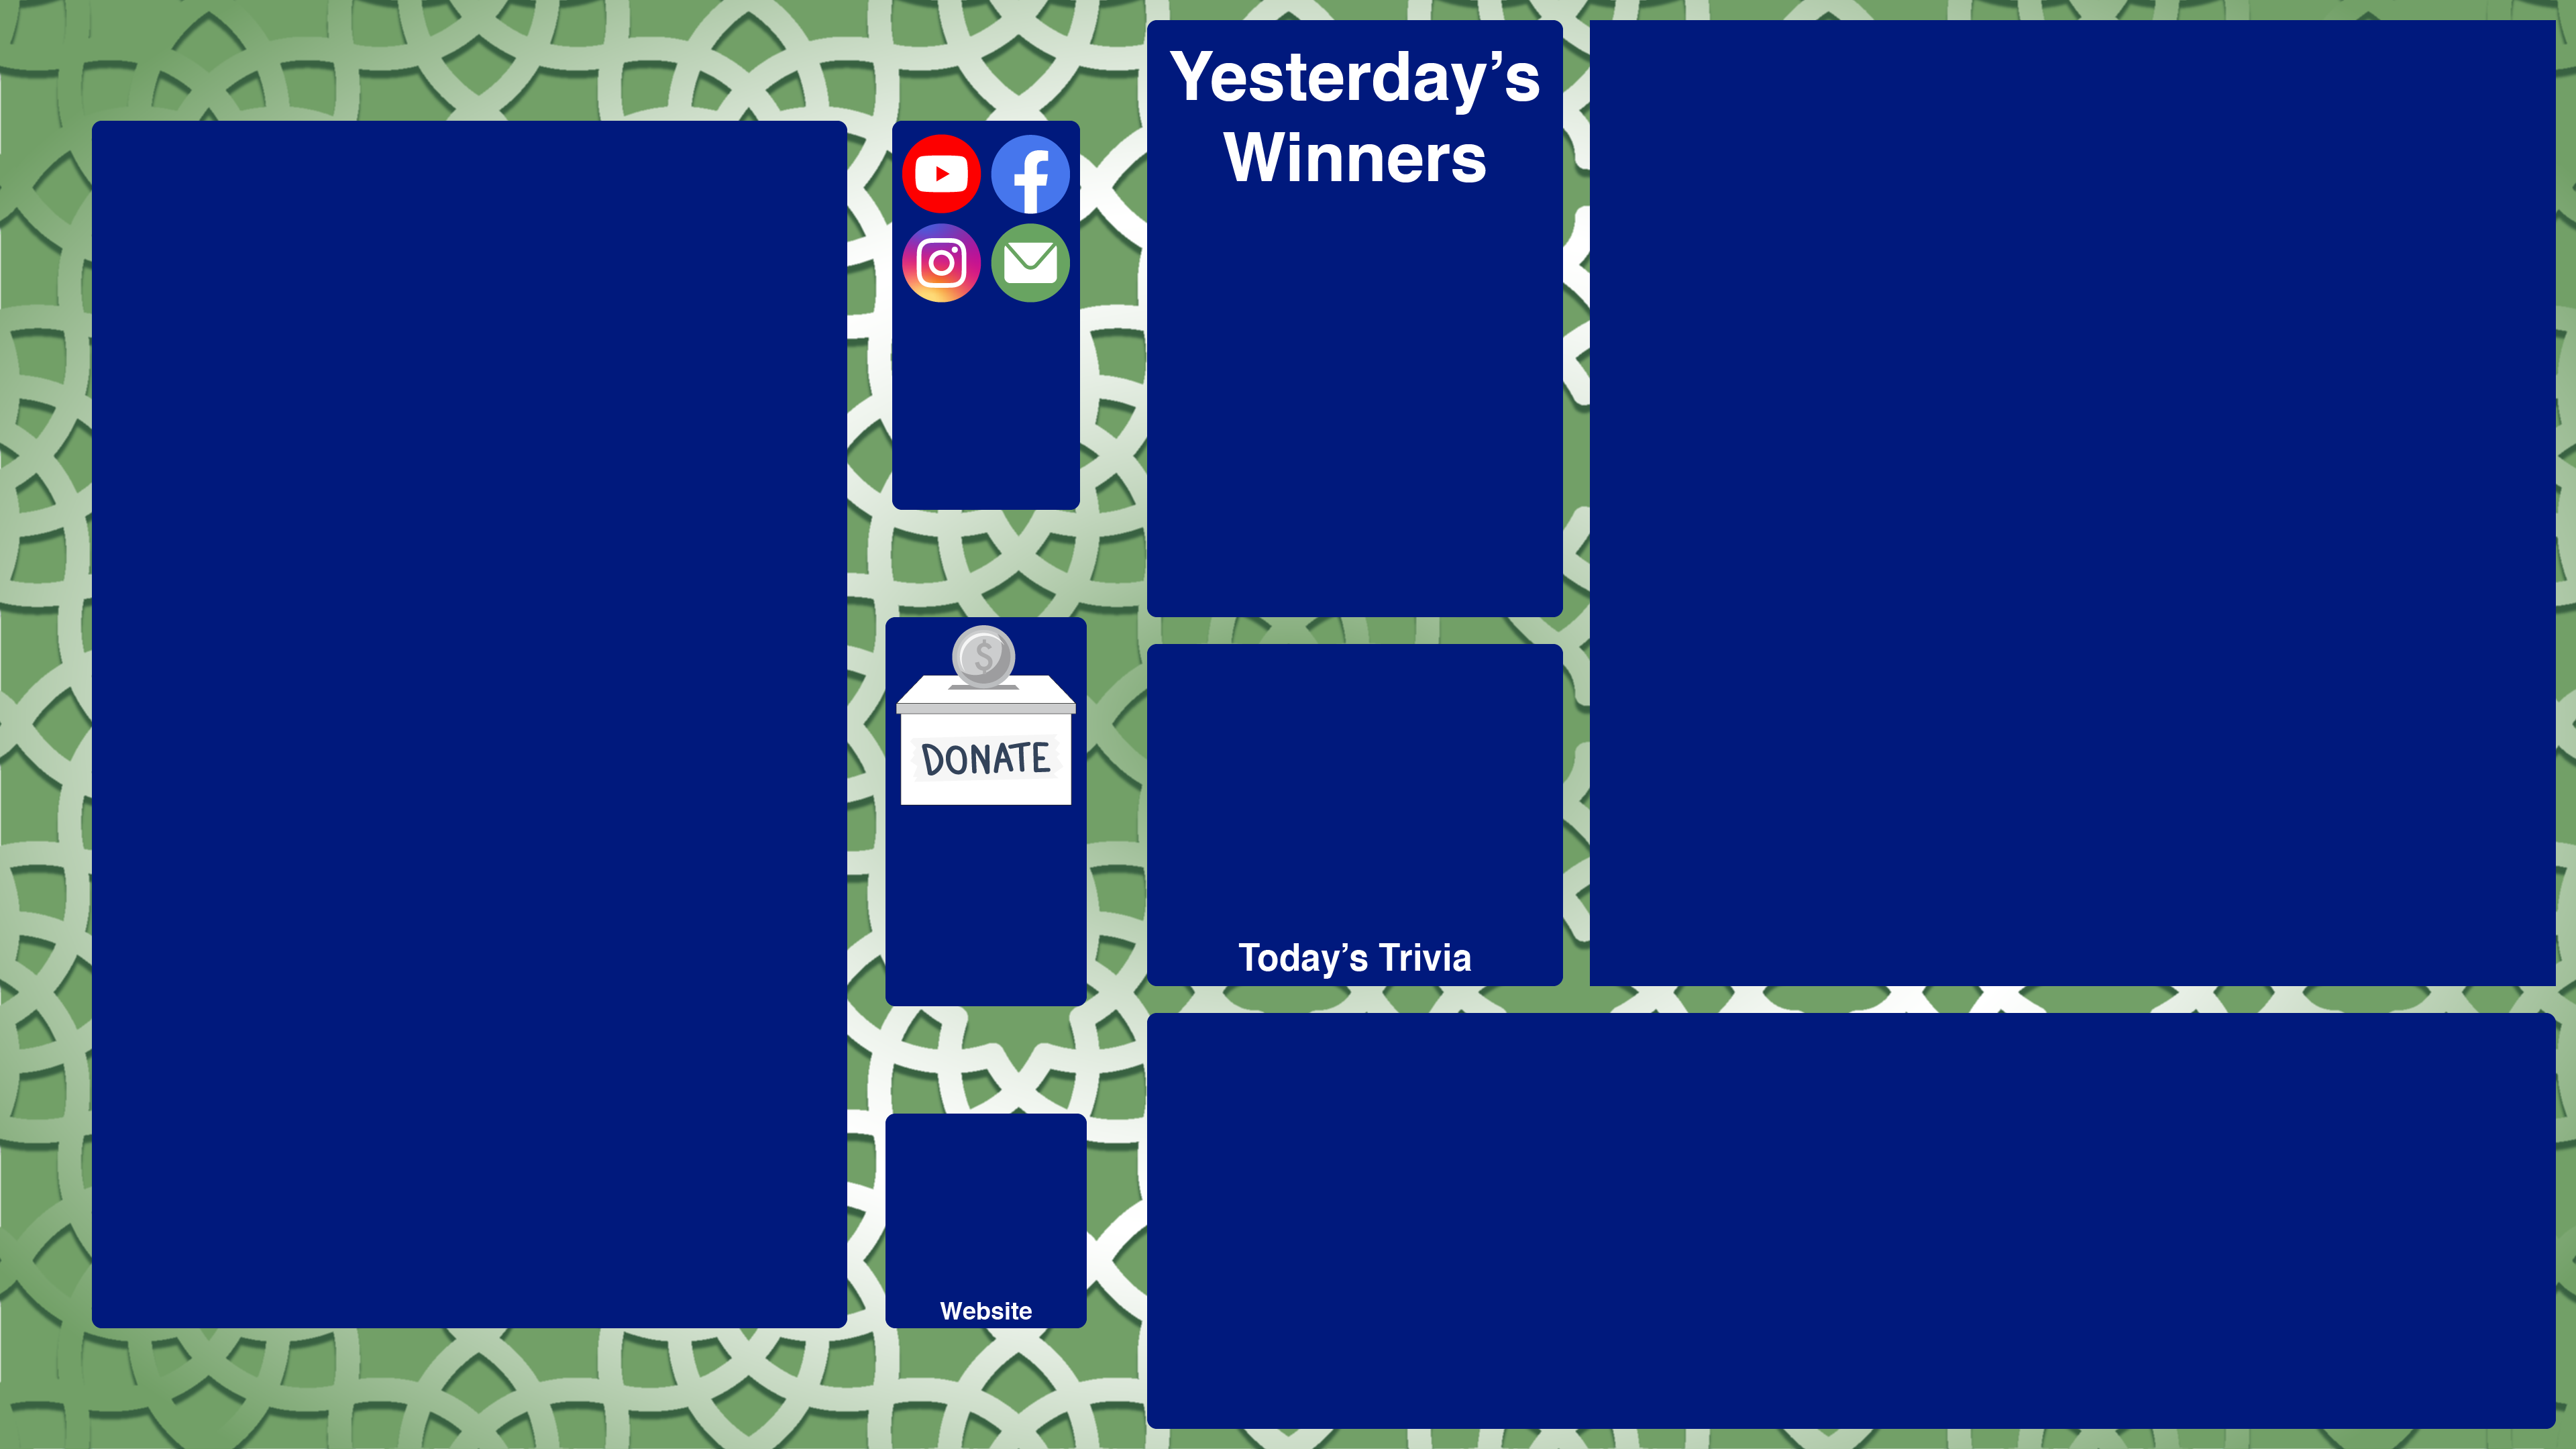 Yesterday’s
Winners
$
DONATE
Today’s Trivia
Website